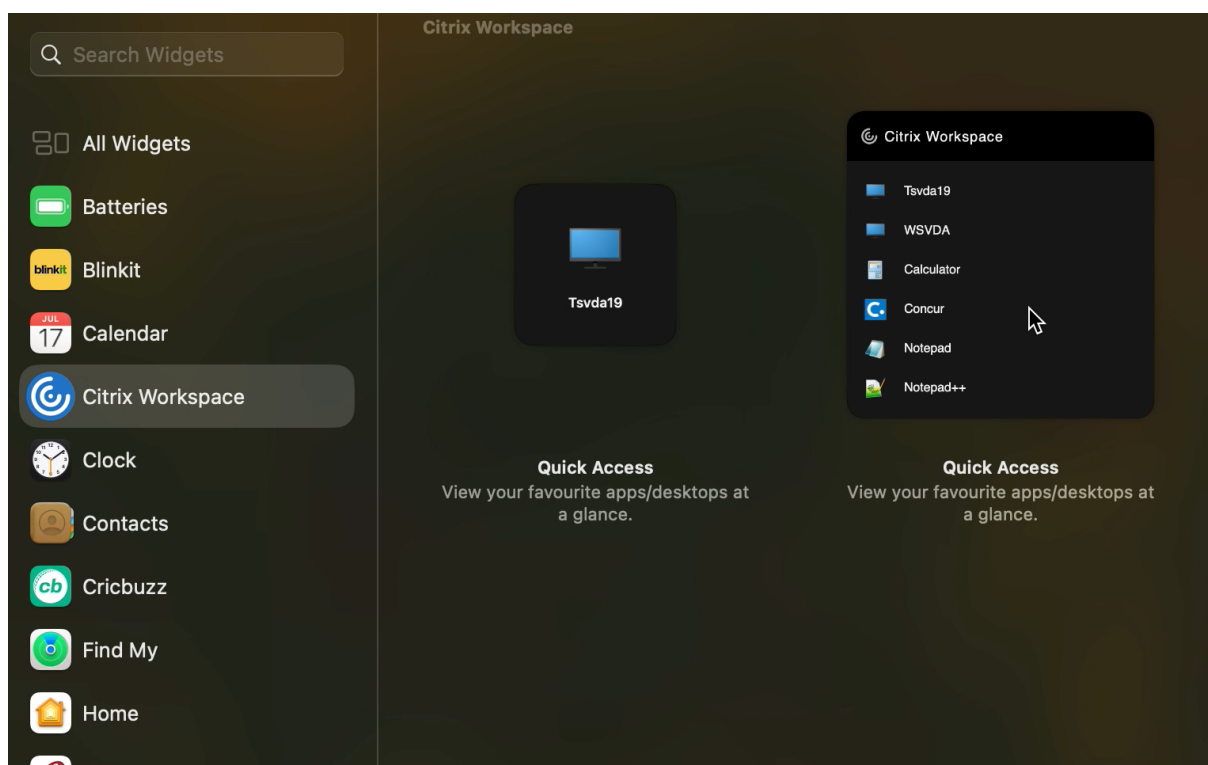 Search Widgets
All Widgets
Batteries
blinkit
Blinkit
JUL
17
Calendar
Citrix Workspace
Clock
Contacts
cb
Cricbuzz
Find My
Home
Citrix Workspace
Tsvda19
Quick Access
View your favourite apps/desktops at
a glance.
Citrix Workspace
Tsvda19
WSVDA
Calculator
C.
Concur
Notepad
Notepad++
Quick Access
View your favourite apps/desktops at
a glance.